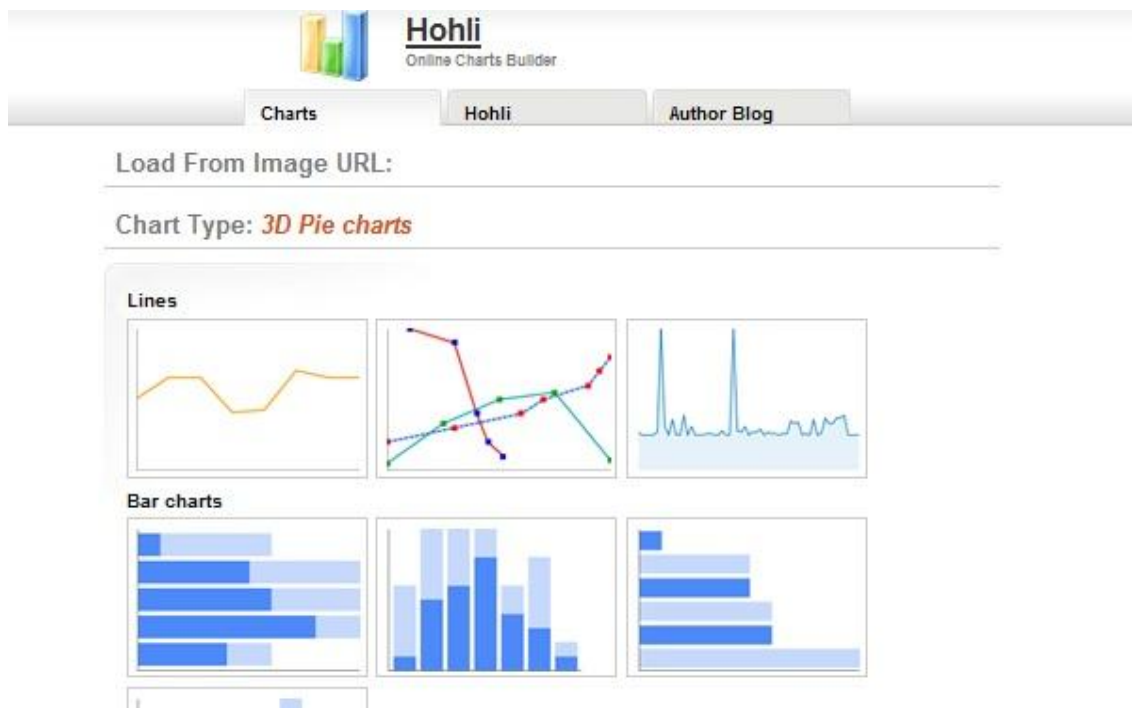 Hohli
Online Charts Builder
Charts
Hohli
Author Blog
Load From Image URL:
Chart Type: 3D Pie charts
Lines
Bar charts